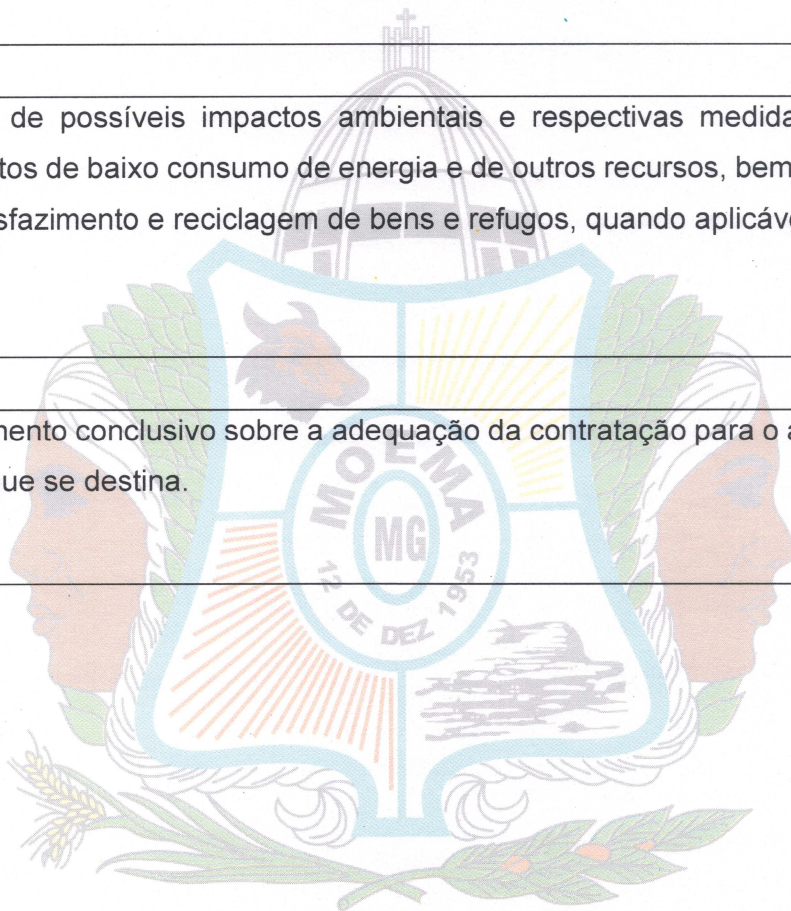 de possíveis impactos ambientais e respectivas medida
tos de baixo consumo de energia e de outros recursos, bem
sfazimento e reciclagem de bens e refugos, quando aplicáv
mento conclusivo sobre a adequação da contratação para o a
ue se destina.
MOEMA
MG
12 DE DEZ 1953